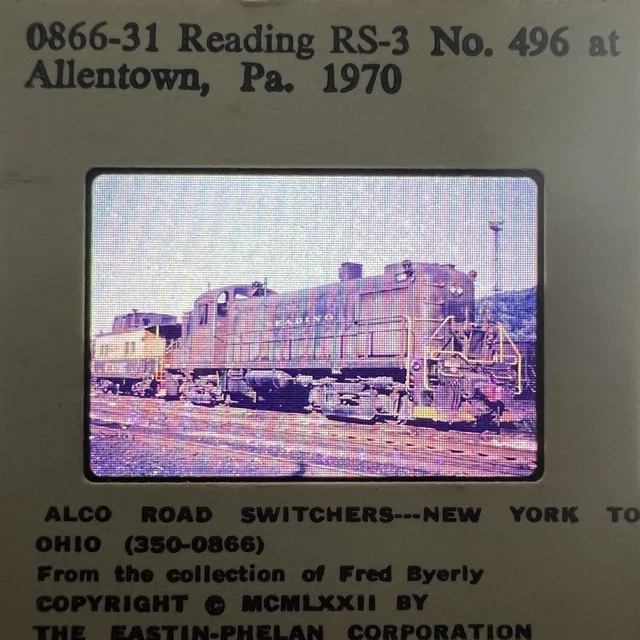 0866-31 Reading RS-3 No. 496 at
Allentown, Pa. 1970
ALCO ROAD SWITCHERS---NEW YORK TO
OHIO (350-0866)
From the collection of Fred Byerly
COPYRIGHT © MCMLXXII BY
THE EASTIN-PHELAN CORPORATION